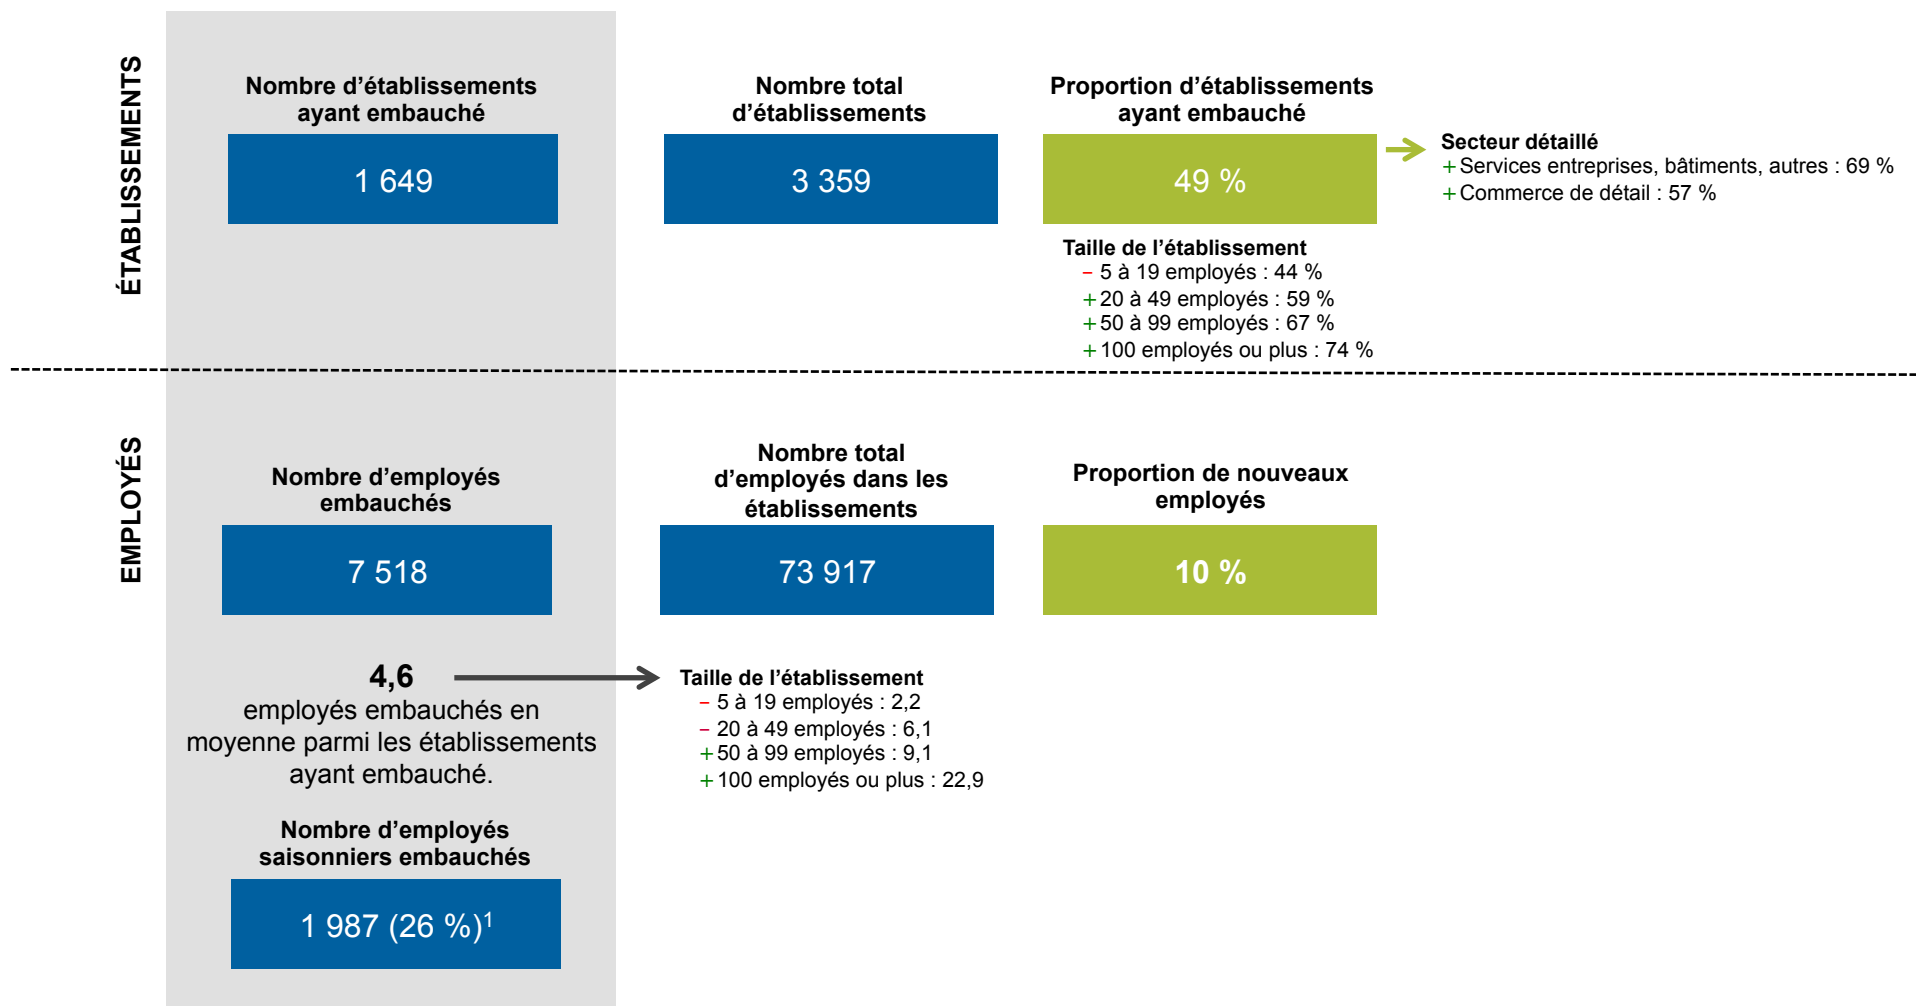 ÉTABLISSEMENTS
Nombre d’établissements
ayant embauché
1 649
Nombre total
d’établissements
3 359
Proportion d’établissements
ayant embauché
49 %
Secteur détaillé
+ Services entreprises, bâtiments, autres : 69 %
+ Commerce de détail : 57 %
Taille de l’établissement
– 5 à 19 employés : 44 %
+ 20 à 49 employés : 59 %
+ 50 à 99 employés : 67 %
+ 100 employés ou plus : 74 %
EMPLOYÉS
Nombre d’employés
embauchés
7 518
Nombre total
d’employés dans les
établissements
73 917
Proportion de nouveaux
employés
10 %
4,6
employés embauchés en
moyenne parmi les établissements
ayant embauché.
Taille de l’établissement
– 5 à 19 employés : 2,2
– 20 à 49 employés : 6,1
+ 50 à 99 employés : 9,1
+ 100 employés ou plus : 22,9
Nombre d’employés
saisonniers embauchés
1 987 (26 %)¹